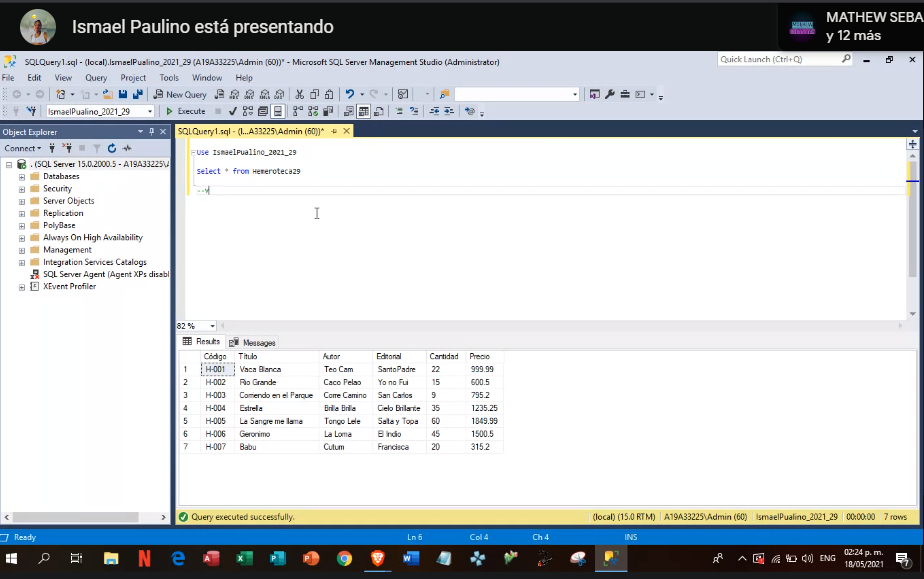 Ismael Paulino está presentando
MATHEW SEBA
y 12 más
SQLQuery1.sql - (local).IsmaelPualino_2021_29 (A19A33225\Admin (60))* - Microsoft SQL Server Management Studio (Administrator)
Quick Launch (Ctrl+Q)
File Edit View Query Project Tools Window Help
New Query
IsmaelPualino_2021_29
Execute
Object Explorer
SQLQuery1.sql - (l...A33225\Admin (60))*
Connect
. (SQL Server 15.0.2000.5 - A19A33225\
Databases
Security
Server Objects
Replication
PolyBase
Always On High Availability
Management
Integration Services Catalogs
SQL Server Agent (Agent XPs disabl
XEvent Profiler
Use IsmaelPualino_2021_29
Select * from Hemeroteca29
--v
82 %
Results Messages
Código Título Autor Editorial Cantidad Precio
1 H-001 Vaca Blanca Teo Cam SantoPadre 22 999.99
2 H-002 Rio Grande Caco Pelao Yo no Fui 15 600.5
3 H-003 Corriendo en el Parque Corre Camino San Carlos 9 795.2
4 H-004 Estrella Brilla Brilla Cielo Brillante 35 1235.25
5 H-005 La Sangre me llama Tongo Lele Salta y Topa 60 1849.99
6 H-006 Geronimo La Loma El Indio 45 1500.5
7 H-007 Babu Cutum Francisca 20 315.2
Query executed successfully.
(local) (15.0 RTM) A19A33225\Admin (60) IsmaelPualino_2021_29 00:00:00 7 rows
Ready
Ln 6 Col 4 Ch 4 INS
ENG
02:24 p. m.
18/05/2021
7